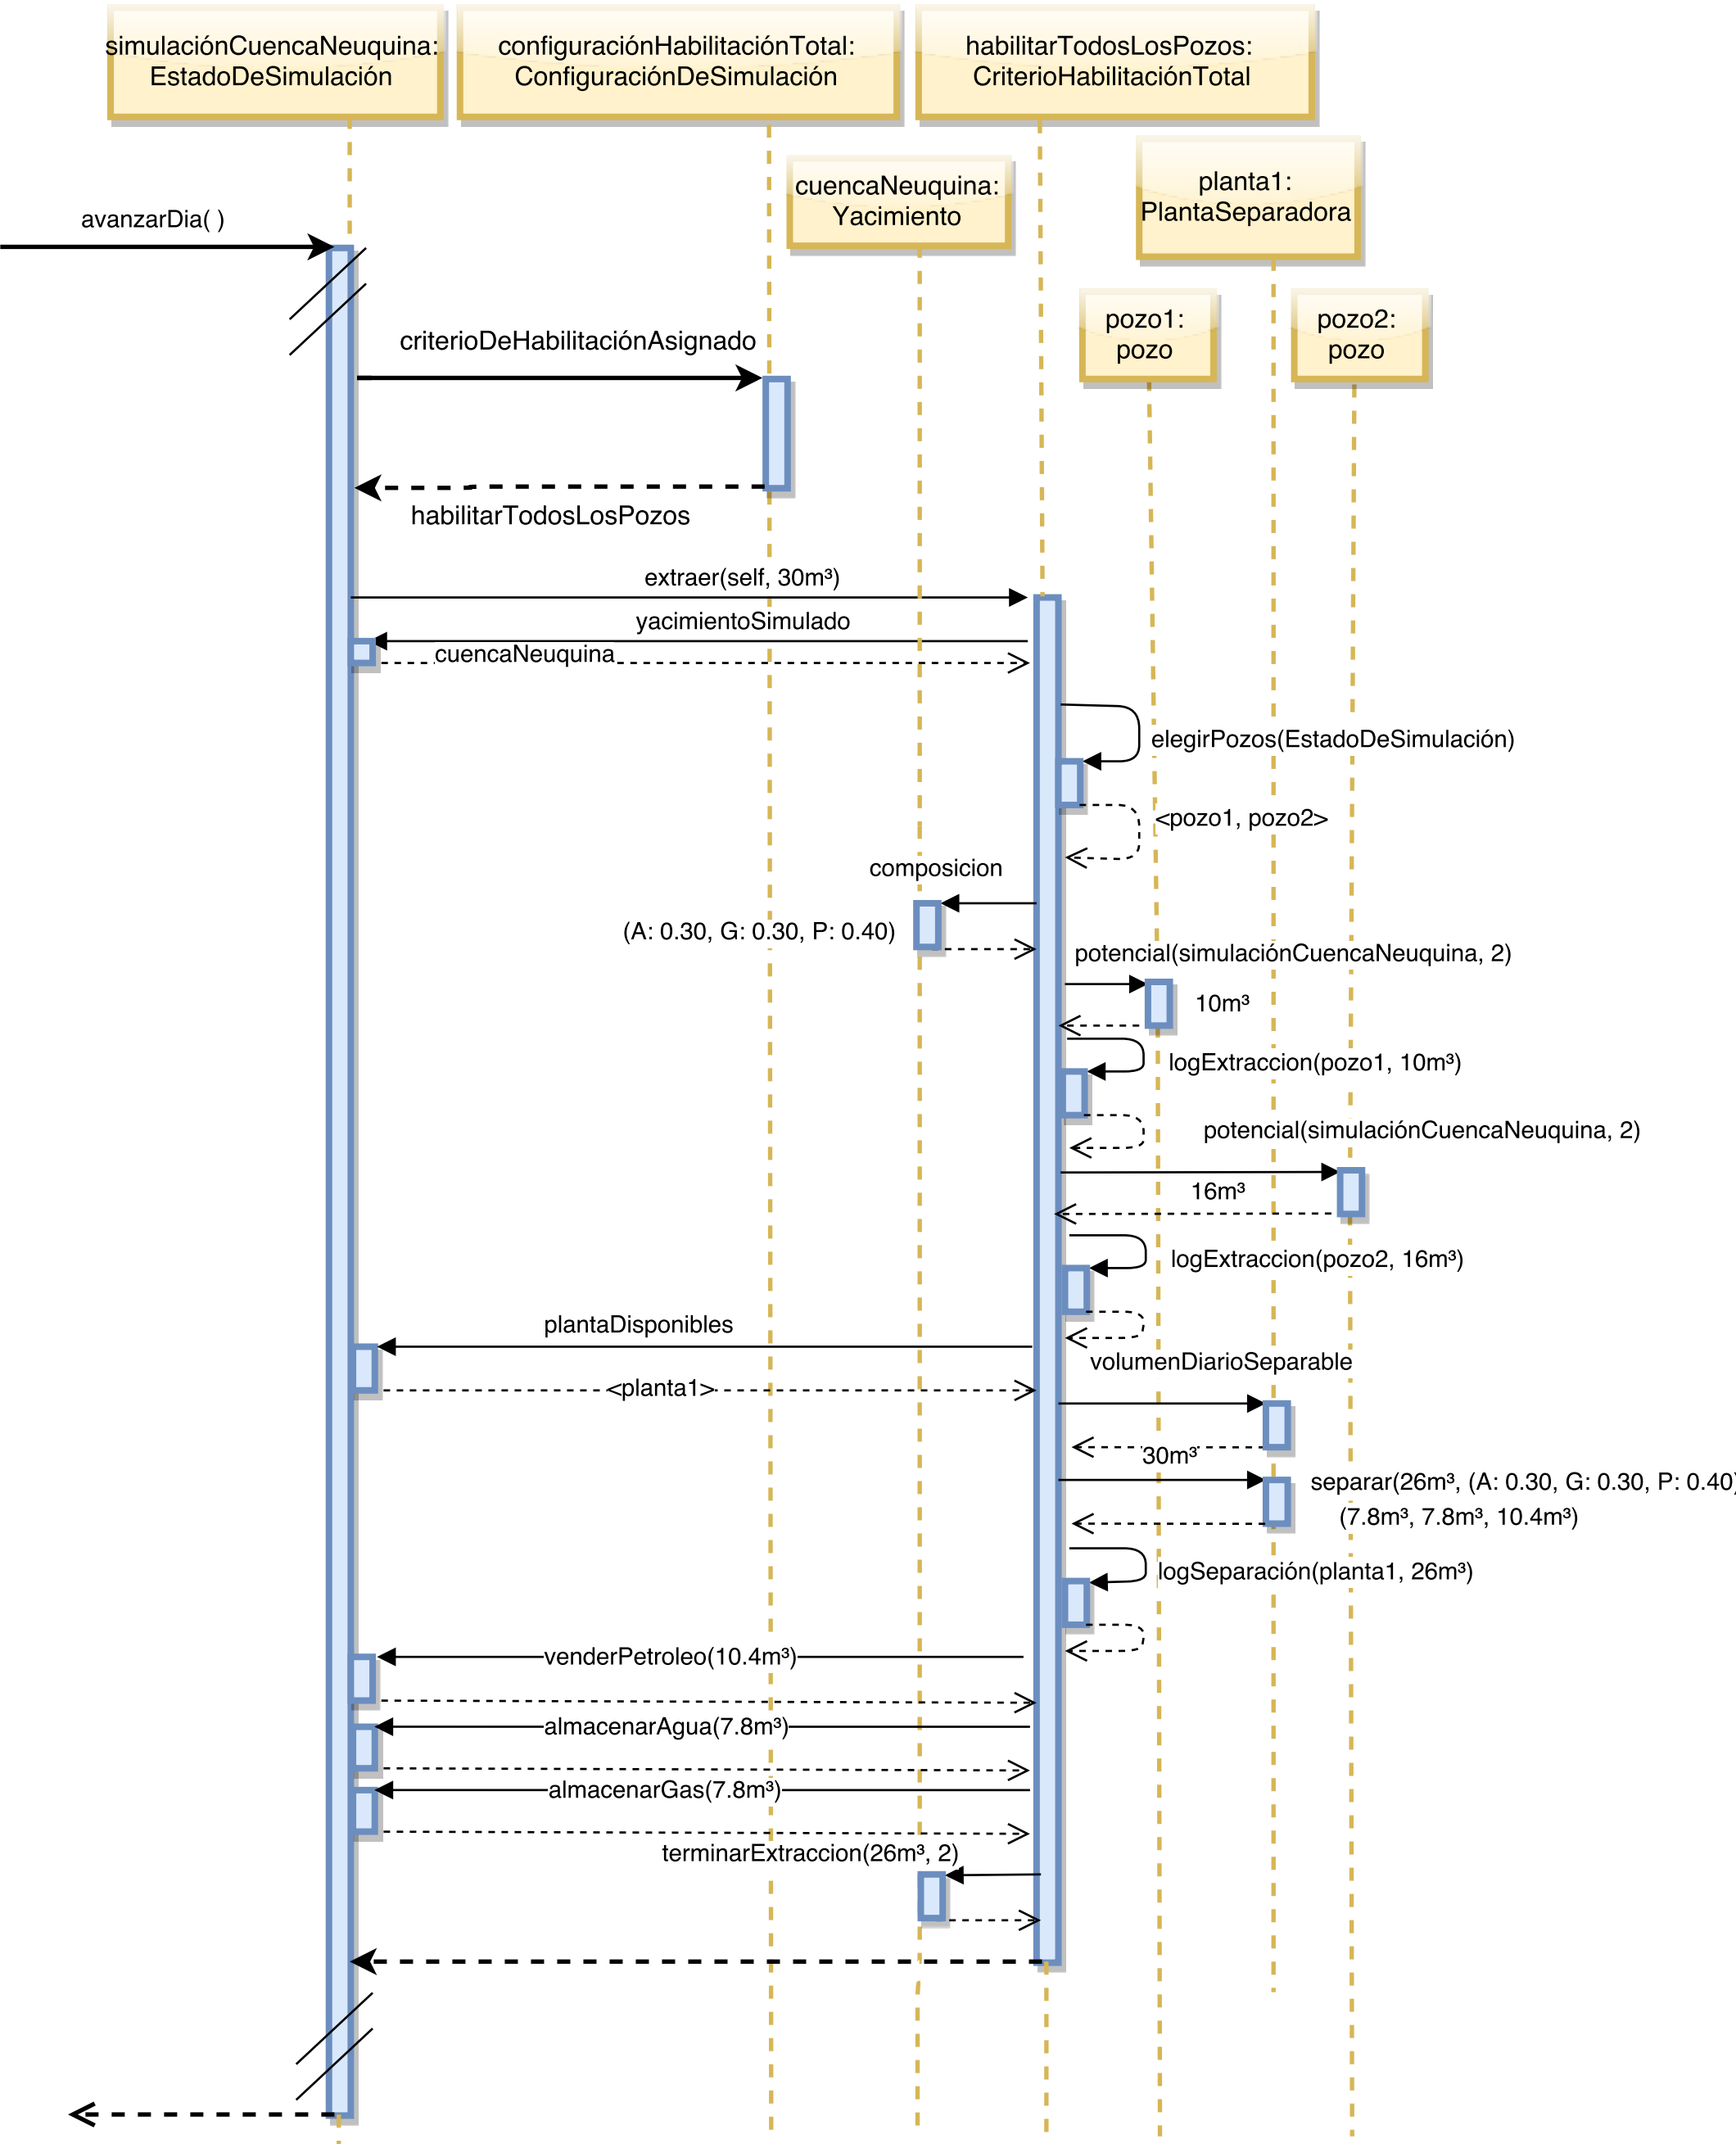 simulaciónCuencaNeuquina:
EstadoDeSimulación
configuraciónHabilitaciónTotal:
ConfiguraciónDeSimulación
habilitarTodosLosPozos:
CriterioHabilitaciónTotal
cuencaNeuquina:
Yacimiento
planta1:
PlantaSeparadora
avanzarDia( )
pozo1:
pozo
pozo2:
pozo
criterioDeHabilitaciónAsignado
habilitarTodosLosPozos
extraer(self, 30m³)
yacimientoSimulado
cuencaNeuquina
elegirPozos(EstadoDeSimulación)
<pozo1, pozo2>
composicion
(A: 0.30, G: 0.30, P: 0.40)
potencial(simulaciónCuencaNeuquina, 2)
10m³
logExtraccion(pozo1, 10m³)
potencial(simulaciónCuencaNeuquina, 2)
16m³
logExtraccion(pozo2, 16m³)
plantaDisponibles
<planta1>
volumenDiarioSeparable
30m³
separar(26m³, (A: 0.30, G: 0.30, P: 0.40)
(7.8m³, 7.8m³, 10.4m³)
logSeparación(planta1, 26m³)
venderPetroleo(10.4m³)
almacenarAgua(7.8m³)
almacenarGas(7.8m³)
terminarExtraccion(26m³, 2)